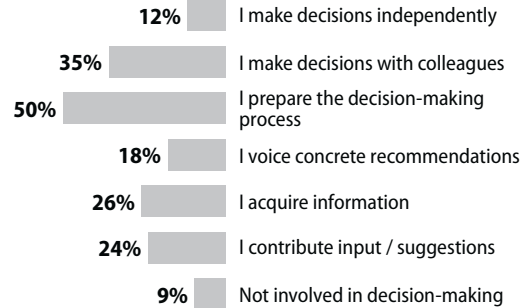 12% I make decisions independently
35% I make decisions with colleagues
50% I prepare the decision-making
process
18% I voice concrete recommendations
26% I acquire information
24% I contribute input / suggestions
9% Not involved in decision-making